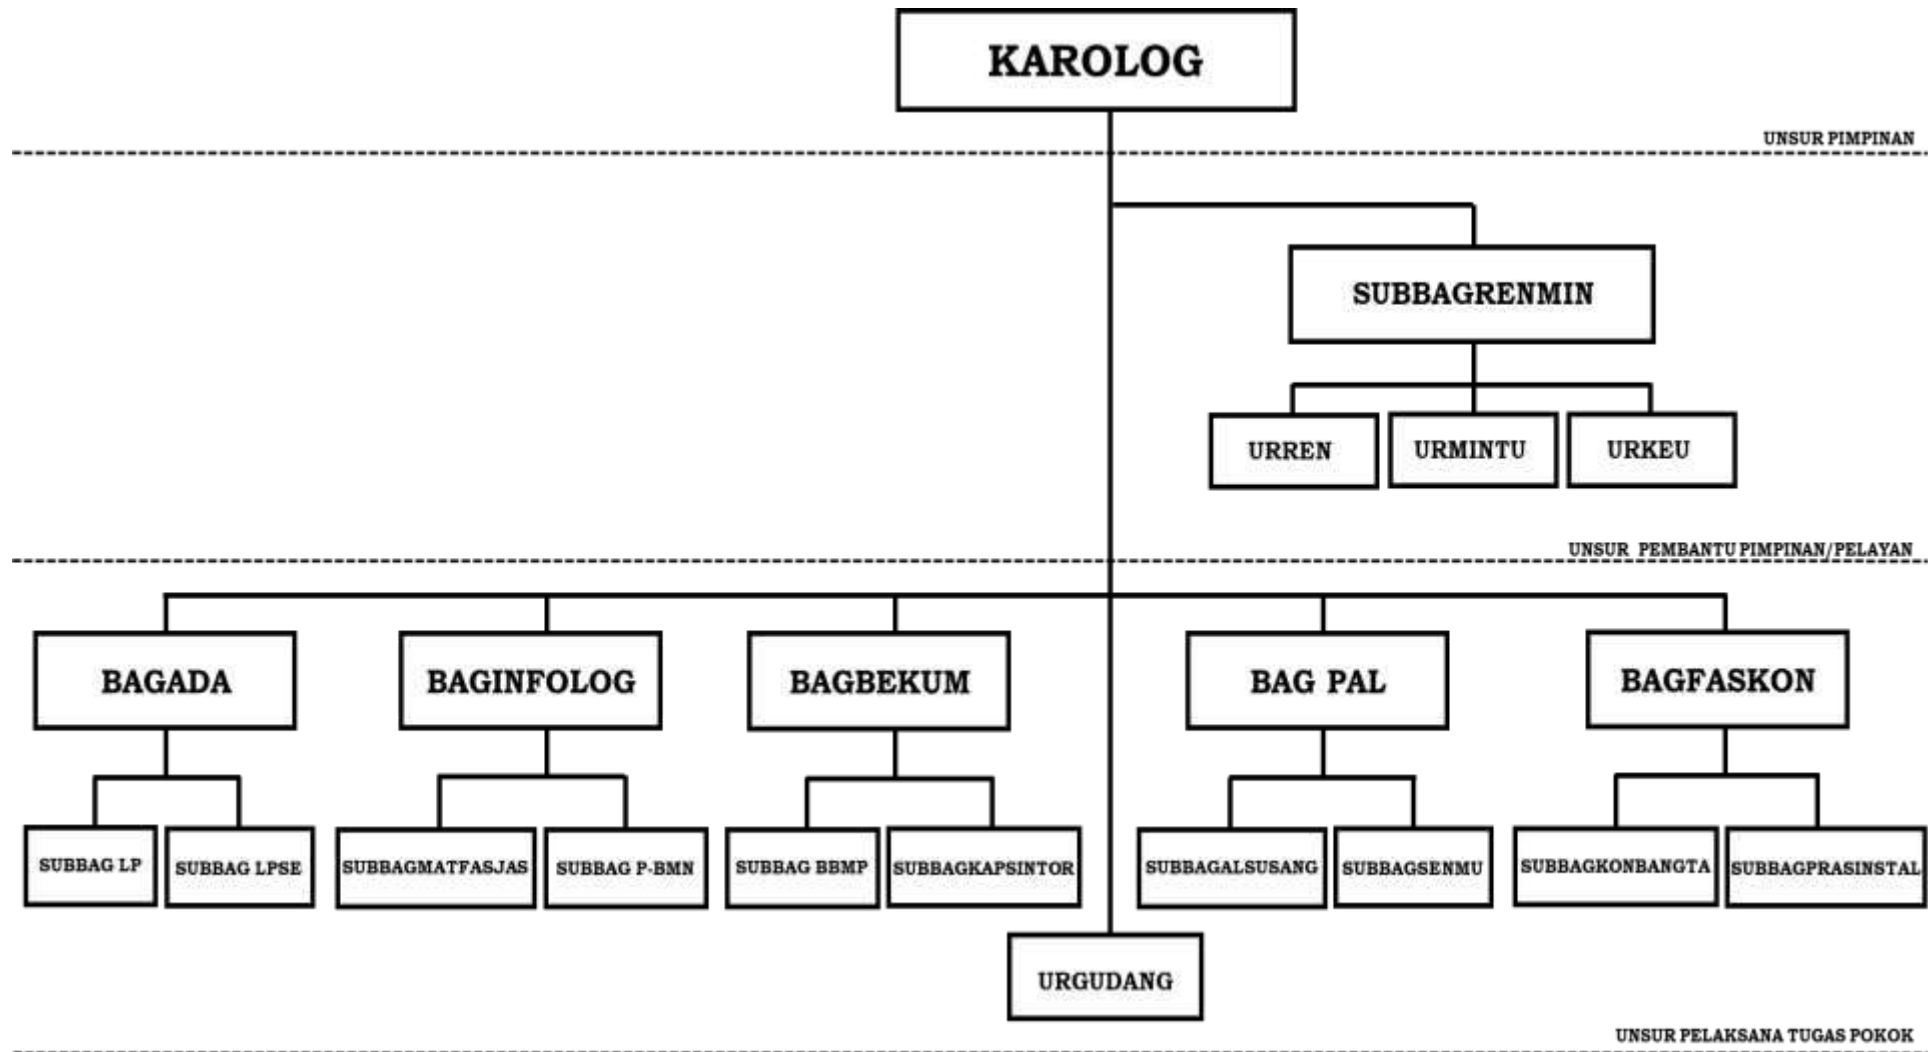 KAROLOG
UNSUR PIMPINAN
SUBBAGRENMIN
URREN
URMINTU
URKEU
UNSUR PEMBANTU PIMPINAN/PELAYAN
BAGADA
BAGINFOLOG
BAGBEKUM
BAG PAL
BAGFASKON
SUBBAG LP
SUBBAG LPSE
SUBBAGMATFASJAS
SUBBAG P-BMN
SUBBAG BBMP
SUBBAGKAPSINTOR
SUBBAGALSUSANG
SUBBAGSENMU
SUBBAGKONBANGTA
SUBBAGPRASINSTAL
URGUDANG
UNSUR PELAKSANA TUGAS POKOK